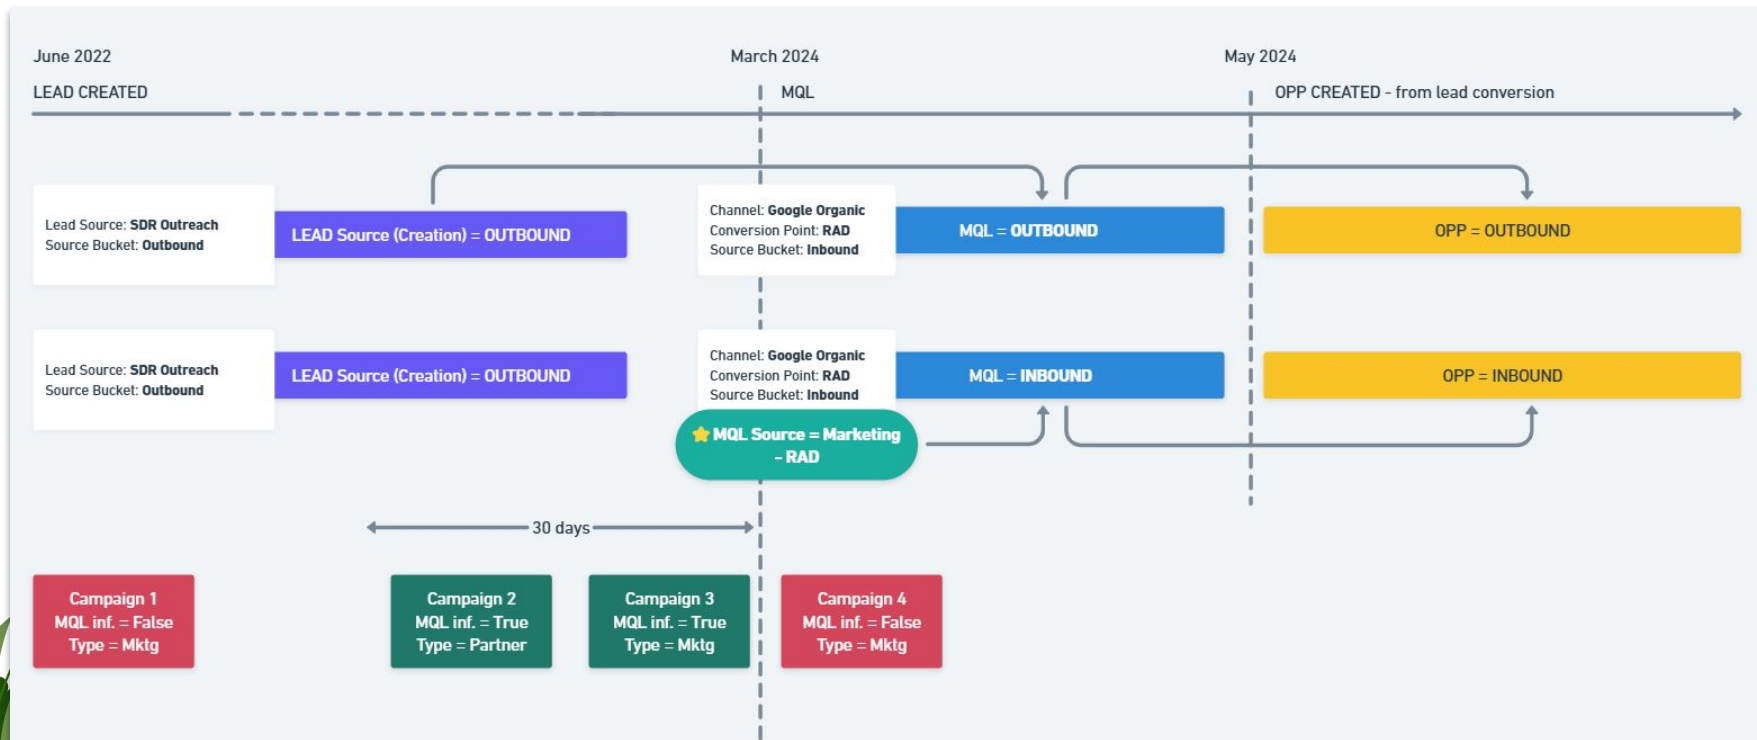 June 2022
March 2024
May 2024
LEAD CREATED
MQL
OPP CREATED - from lead conversion
Lead Source: SDR Outreach
Source Bucket: Outbound
LEAD Source (Creation) = OUTBOUND
Channel: Google Organic
Conversion Point: RAD
Source Bucket: Inbound
MQL = OUTBOUND
OPP = OUTBOUND
Lead Source: SDR Outreach
Source Bucket: Outbound
LEAD Source (Creation) = OUTBOUND
Channel: Google Organic
Conversion Point: RAD
Source Bucket: Inbound
MQL = INBOUND
OPP = INBOUND
MQL Source = Marketing
– RAD
30 days
Campaign 1
MQL inf. = False
Type = Mktg
Campaign 2
MQL inf. = True
Type = Partner
Campaign 3
MQL inf. = True
Type = Mktg
Campaign 4
MQL inf. = False
Type = Mktg